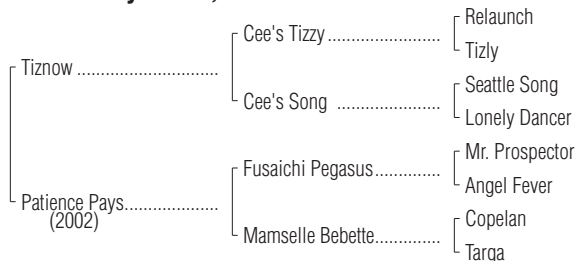 Relaunch
Cee's Tizzy
Tizly
Tiznow
Seattle Song
Cee's Song
Lonely Dancer
Mr. Prospector
Fusaichi Pegasus
Angel Fever
Patience Pays
(2002)
Copelan
Mamselle Bebette
Targa